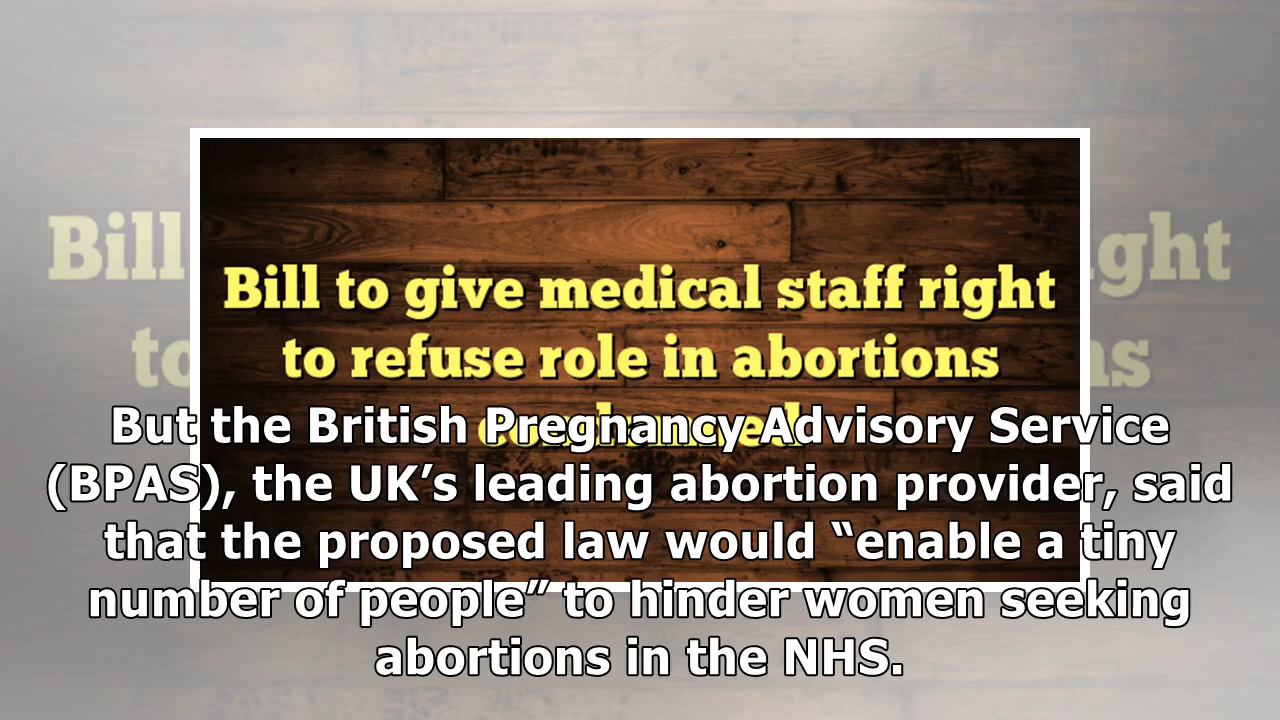 Bill to give medical staff right
to refuse role in abortions
But the British Pregnancy Advisory Service
(BPAS), the UK’s leading abortion provider, said
that the proposed law would “enable a tiny
number of people” to hinder women seeking
abortions in the NHS.